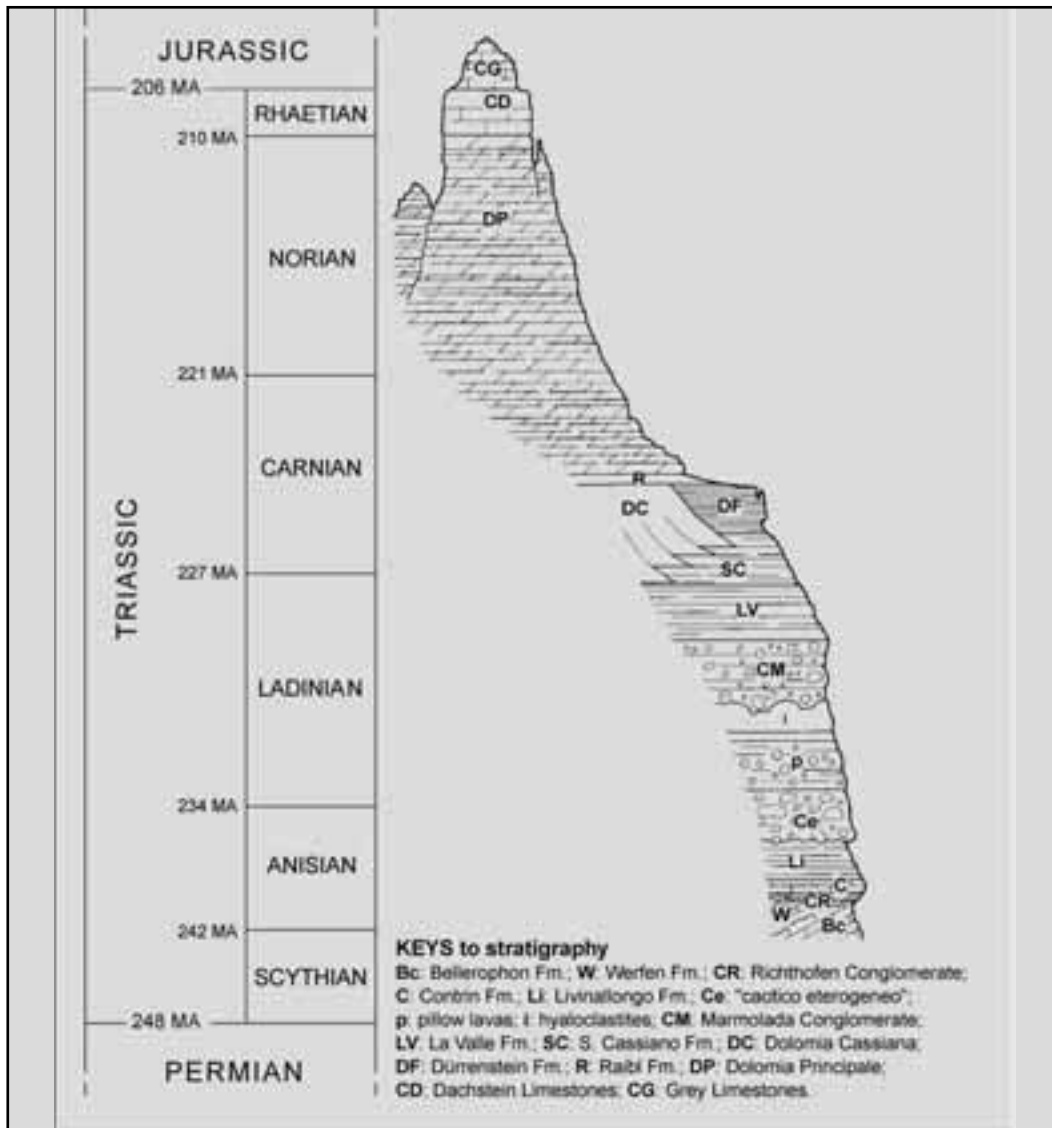 JURASSIC
206 MA
RHAETIAN
210 MA
NORIAN
221 MA
CARNIAN
TRIASSIC
227 MA
LADINIAN
234 MA
ANISIAN
242 MA
SCYTHIAN
248 MA
PERMIAN
CG
CD
DP
R
DC
DF
SC
LV
CM
i
p
Ce
Li
C
CR
W
Bc
KEYS to stratigraphy
Bc: Bellerophon Fm.; W: Werfen Fm.; CR: Richthofen Conglomerate;
C: Contrin Fm.; Li: Livinallongo Fm.; Ce: "caotico eterogeneo";
p: pillow lavas; i: hyaloclastites; CM: Marmolada Conglomerate;
LV: La Valle Fm.; SC: S. Cassiano Fm.; DC: Dolomia Cassiana;
DF: Dürrenstein Fm.; R: Raibl Fm.; DP: Dolomia Principale;
CD: Dachstein Limestones; CG: Grey Limestones.